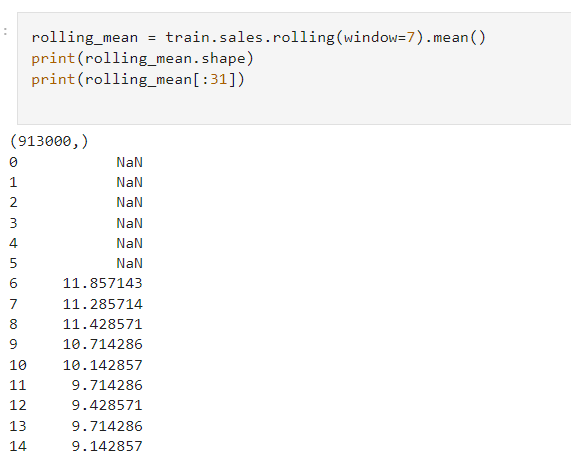 :
rolling_mean = train.sales.rolling(window=7).mean()
print(rolling_mean.shape)
print(rolling_mean[:31])
(913000,)
0           NaN
1           NaN
2           NaN
3           NaN
4           NaN
5           NaN
6     11.857143
7     11.285714
8     11.428571
9     10.714286
10    10.142857
11     9.714286
12     9.428571
13     9.714286
14     9.142857